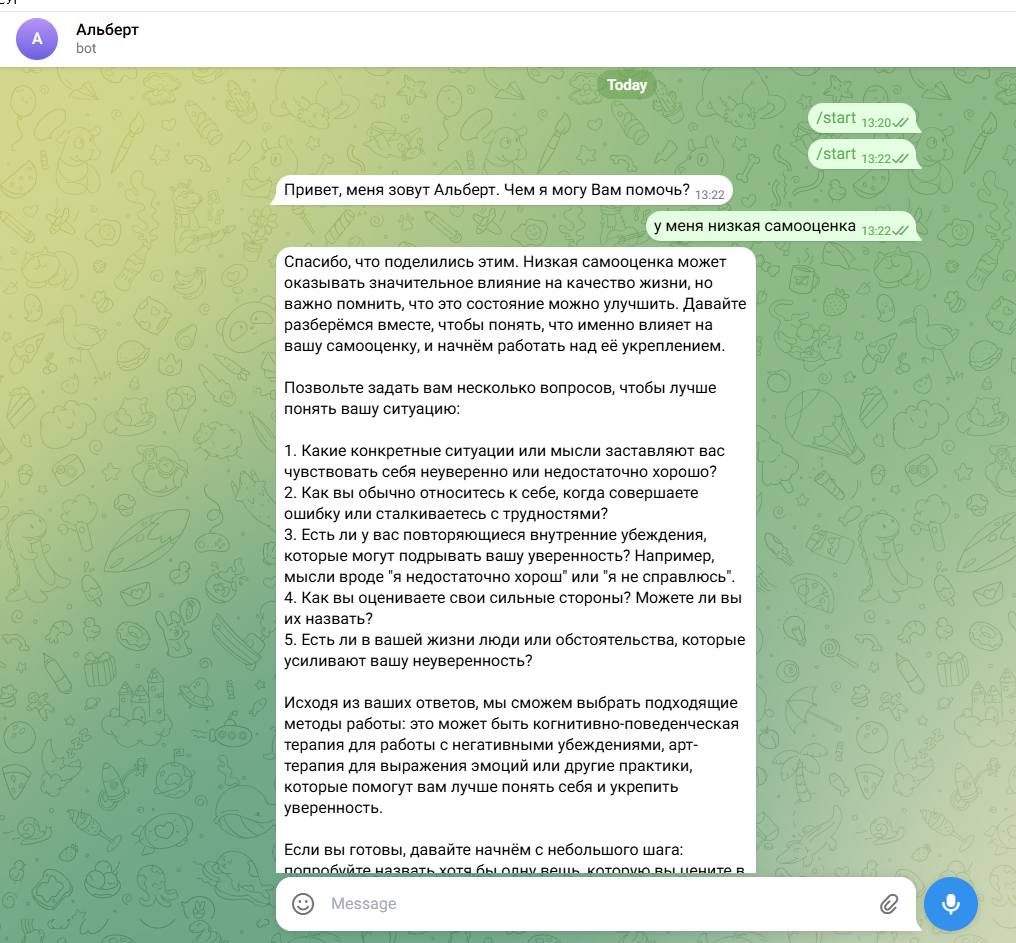 Альберт
A
bot
Today
/start 13:20
/start 13:22
Привет, меня зовут Альберт. Чем я могу Вам помочь? 13:22
у меня низкая самооценка 13:22
Спасибо, что поделились этим. Низкая самооценка может
оказывать значительное влияние на качество жизни, но
важно помнить, что это состояние можно улучшить. Давайте
разберёмся вместе, чтобы понять, что именно влияет на
вашу самооценку, и начнём работать над её укреплением.
Позвольте задать вам несколько вопросов, чтобы лучше
понять вашу ситуацию:
1. Какие конкретные ситуации или мысли заставляют вас
чувствовать себя неуверенно или недостаточно хорошо?
2. Как вы обычно относитесь к себе, когда совершаете
ошибку или сталкиваетесь с трудностями?
3. Есть ли у вас повторяющиеся внутренние убеждения,
которые могут подрывать вашу уверенность? Например,
мысли вроде "я недостаточно хорош" или "я не справлюсь".
4. Как вы оцениваете свои сильные стороны? Можете ли вы
их назвать?
5. Есть ли в вашей жизни люди или обстоятельства, которые
усиливают вашу неуверенность?
Исходя из ваших ответов, мы сможем выбрать подходящие
методы работы: это может быть когнитивно-поведенческая
терапия для работы с негативными убеждениями, арт-
терапия для выражения эмоций или другие практики,
которые помогут вам лучше понять себя и укрепить
уверенность.
Если вы готовы, давайте начнём с небольшого шага:
попробуйте назвать хотя бы одну вещь, которую вы цените в
Message